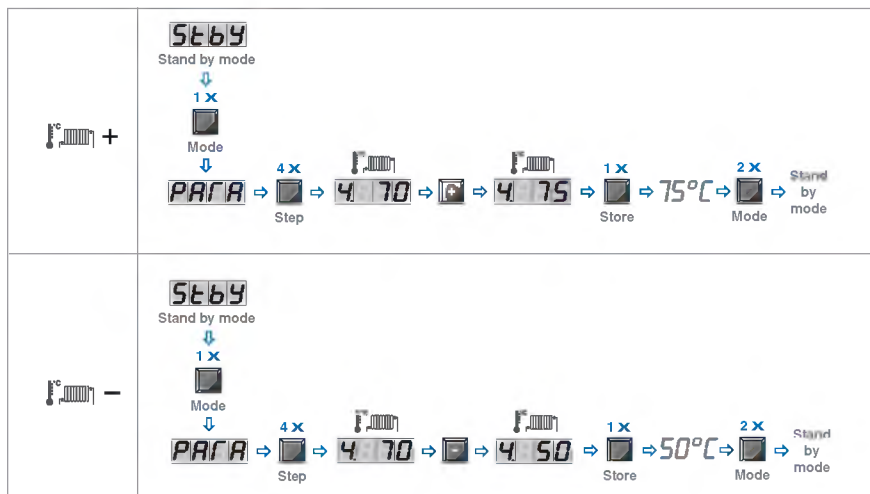 Stby
Stand by mode
1 X
Mode
°C
+
PARA
4 X
Step
°C
4. 70
+
°C
4. 75
1 X
Store
75°C
2 X
Mode
Stand
by
mode
Stby
Stand by mode
1 X
Mode
°C
−
PARA
4 X
Step
°C
4. 70
-
°C
4. 50
1 X
Store
50°C
2 X
Mode
Stand
by
mode